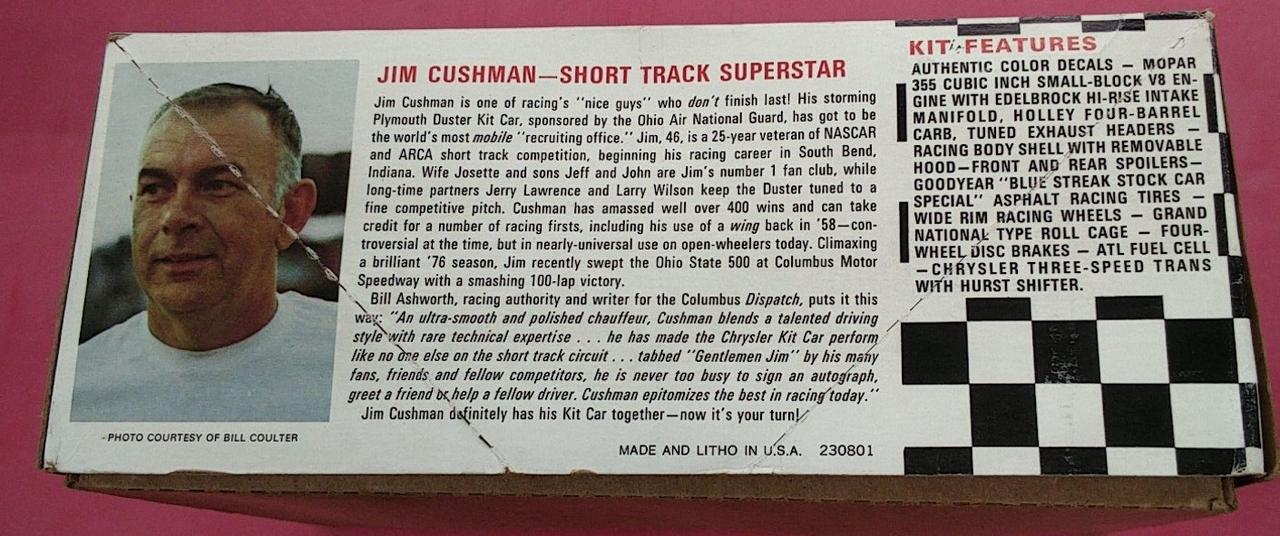 JIM CUSHMAN—SHORT TRACK SUPERSTAR
Jim Cushman is one of racing's "nice guys" who don't finish last! His storming
Plymouth Duster Kit Car, sponsored by the Ohio Air National Guard, has got to be
the world's most mobile "recruiting office." Jim, 46, is a 25-year veteran of NASCAR
and ARCA short track competition, beginning his racing career in South Bend,
Indiana. Wife Josette and sons Jeff and John are Jim's number 1 fan club, while
long-time partners Jerry Lawrence and Larry Wilson keep the Duster tuned to a
fine competitive pitch. Cushman has amassed well over 400 wins and can take
credit for a number of racing firsts, including his use of a wing back in '58—con-
troversial at the time, but in nearly-universal use on open-wheelers today. Climaxing
a brilliant '76 season, Jim recently swept the Ohio State 500 at Columbus Motor
Speedway with a smashing 100-lap victory.
Bill Ashworth, racing authority and writer for the Columbus Dispatch, puts it this
way: "An ultra-smooth and polished chauffeur, Cushman blends a talented driving
style with rare technical expertise . . . he has made the Chrysler Kit Car perform
like no one else on the short track circuit . . . tabbed "Gentlemen Jim" by his many
fans, friends and fellow competitors, he is never too busy to sign an autograph,
greet a friend or help a fellow driver. Cushman epitomizes the best in racing today."
Jim Cushman definitely has his Kit Car together—now it's your turn!
PHOTO COURTESY OF BILL COULTER
MADE AND LITHO IN U.S.A. 230801
KIT FEATURES
AUTHENTIC COLOR DECALS — MOPAR
355 CUBIC INCH SMALL-BLOCK V8 EN-
GINE WITH EDELBROCK HI-RISE INTAKE
MANIFOLD, HOLLEY FOUR-BARREL
CARB, TUNED EXHAUST HEADERS —
RACING BODY SHELL WITH REMOVABLE
HOOD—FRONT AND REAR SPOILERS—
GOODYEAR "BLUE STREAK STOCK CAR
SPECIAL" ASPHALT RACING TIRES —
WIDE RIM RACING WHEELS — GRAND
NATIONAL TYPE ROLL CAGE — FOUR-
WHEEL DISC BRAKES — ATL FUEL CELL
—CHRYSLER THREE-SPEED TRANS
WITH HURST SHIFTER.